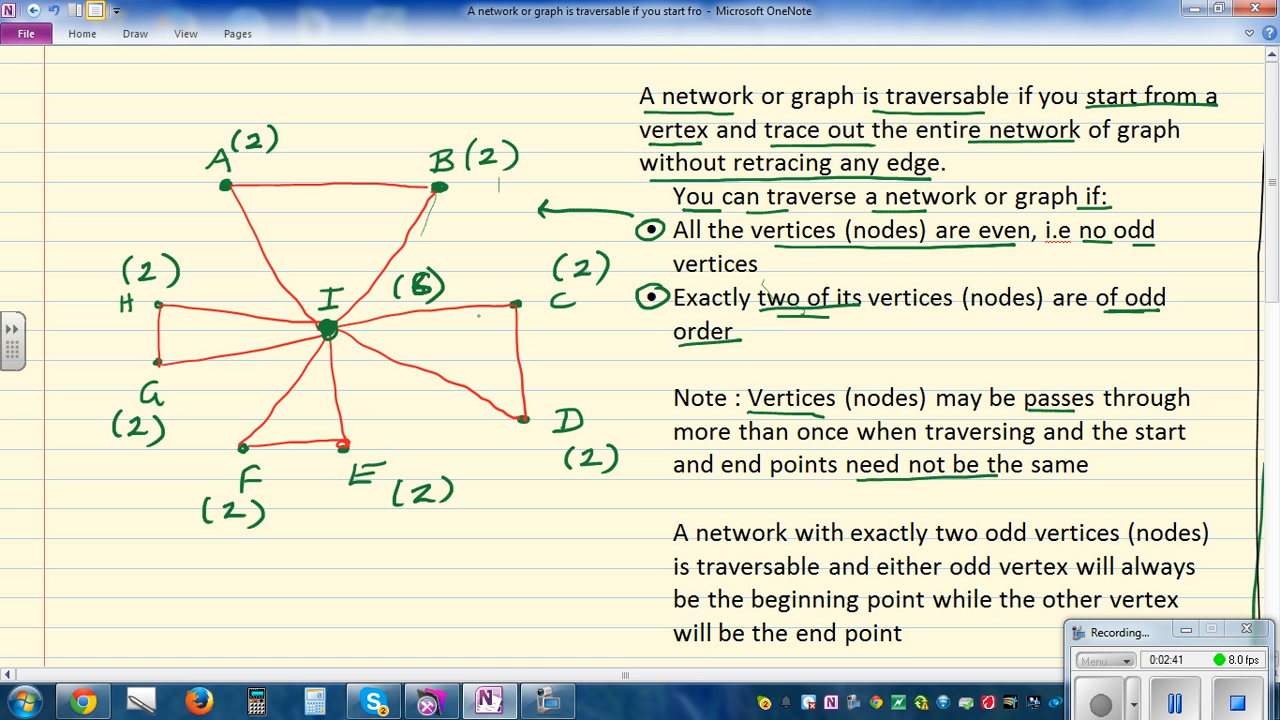 A network or graph is traversable if you start fro - Microsoft OneNote
File Home Draw View Pages
A network or graph is traversable if you start from a
vertex and trace out the entire network of graph
without retracing any edge.
You can traverse a network or graph if:
All the vertices (nodes) are even, i.e no odd
vertices
Exactly two of its vertices (nodes) are of odd
order
Note : Vertices (nodes) may be passes through
more than once when traversing and the start
and end points need not be the same
A network with exactly two odd vertices (nodes)
is traversable and either odd vertex will always
be the beginning point while the other vertex
will be the end point
A (2)
B (2)
(2)
H
I
(2)
C
G
(2)
D
(2)
F
(2)
E (2)
Recording...
Menu
0:02:41
8.0 fps